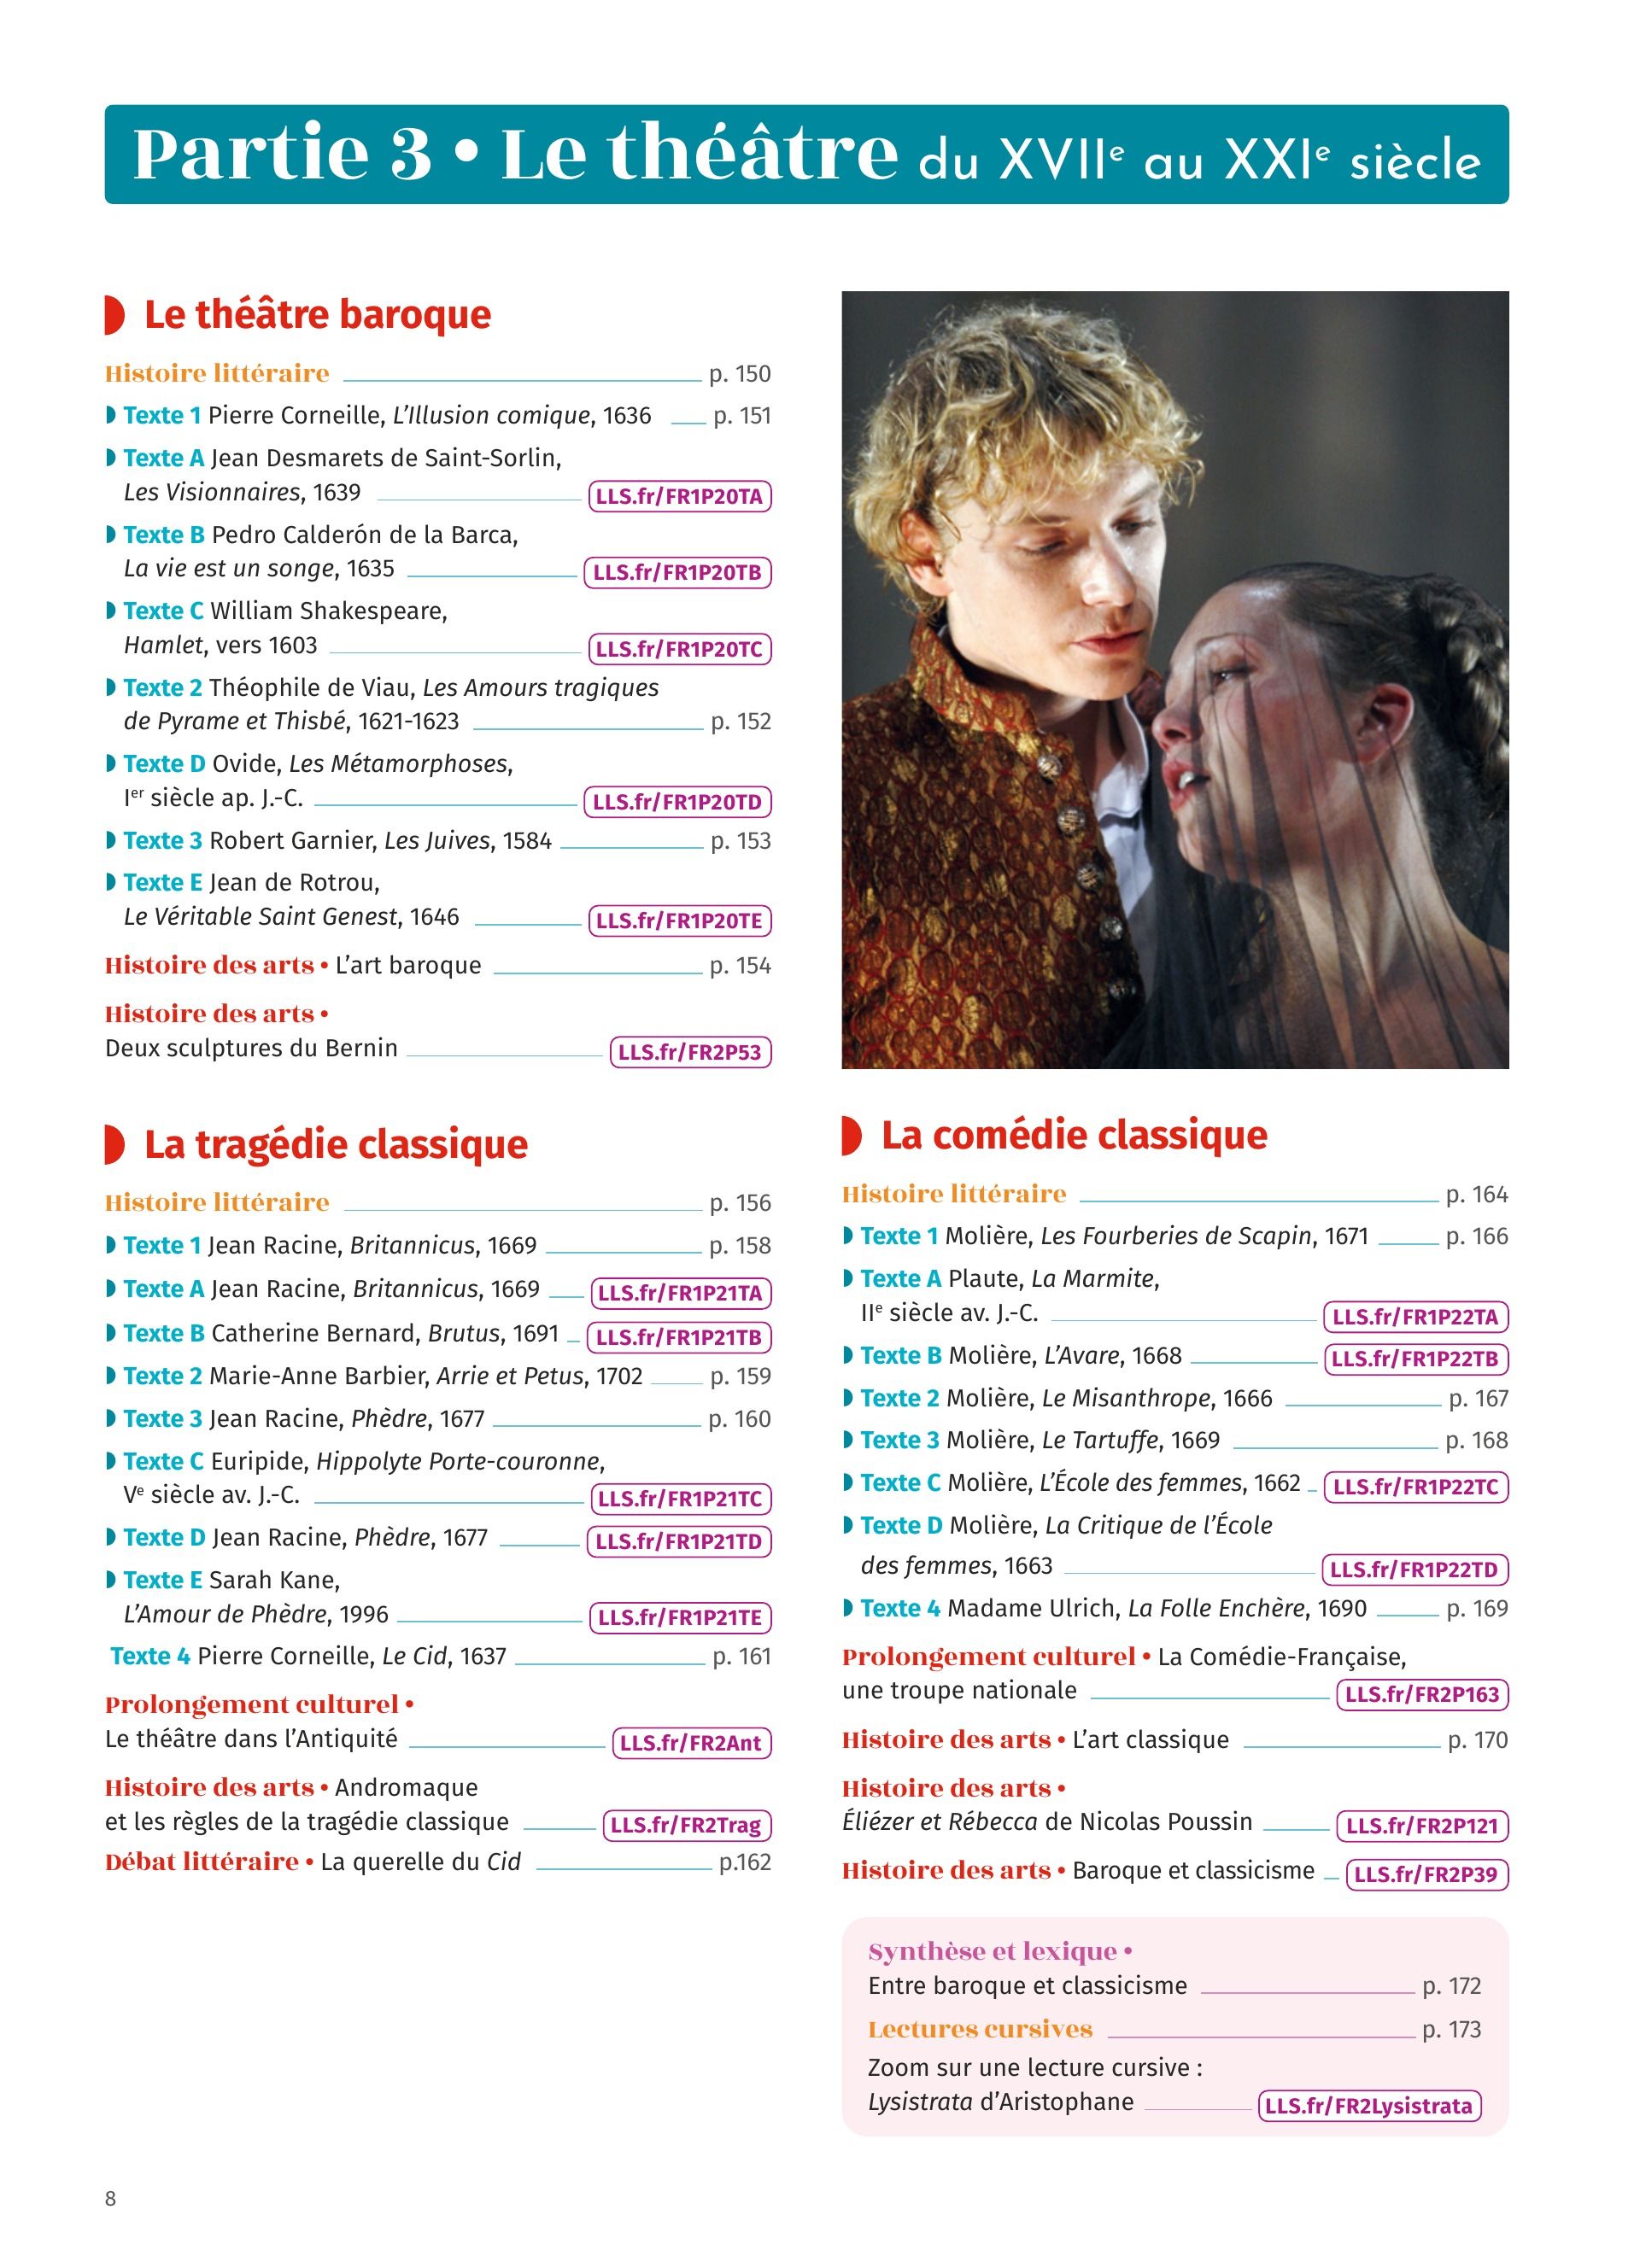 Partie 3 • Le théâtre du XVIIe au XXIe siècle
Le théâtre baroque
Histoire littéraire p. 150
Texte 1 Pierre Corneille, L’Illusion comique, 1636 p. 151
Texte A Jean Desmarets de Saint-Sorlin,
Les Visionnaires, 1639 LLS.fr/FR1P20TA
Texte B Pedro Calderón de la Barca,
La vie est un songe, 1635 LLS.fr/FR1P20TB
Texte C William Shakespeare,
Hamlet, vers 1603 LLS.fr/FR1P20TC
Texte 2 Théophile de Viau, Les Amours tragiques
de Pyrame et Thisbé, 1621-1623 p. 152
Texte D Ovide, Les Métamorphoses,
Ier siècle ap. J.-C. LLS.fr/FR1P20TD
Texte 3 Robert Garnier, Les Juives, 1584 p. 153
Texte E Jean de Rotrou,
Le Véritable Saint Genest, 1646 LLS.fr/FR1P20TE
Histoire des arts • L’art baroque p. 154
Histoire des arts •
Deux sculptures du Bernin LLS.fr/FR2P53
La tragédie classique
Histoire littéraire p. 156
Texte 1 Jean Racine, Britannicus, 1669 p. 158
Texte A Jean Racine, Britannicus, 1669 LLS.fr/FR1P21TA
Texte B Catherine Bernard, Brutus, 1691 LLS.fr/FR1P21TB
Texte 2 Marie-Anne Barbier, Arrie et Petus, 1702 p. 159
Texte 3 Jean Racine, Phèdre, 1677 p. 160
Texte C Euripide, Hippolyte Porte-couronne,
Ve siècle av. J.-C. LLS.fr/FR1P21TC
Texte D Jean Racine, Phèdre, 1677 LLS.fr/FR1P21TD
Texte E Sarah Kane,
L’Amour de Phèdre, 1996 LLS.fr/FR1P21TE
Texte 4 Pierre Corneille, Le Cid, 1637 p. 161
Prolongement culturel •
Le théâtre dans l’Antiquité LLS.fr/FR2Ant
Histoire des arts • Andromaque
et les règles de la tragédie classique LLS.fr/FR2Trag
Débat littéraire • La querelle du Cid p.162
La comédie classique
Histoire littéraire p. 164
Texte 1 Molière, Les Fourberies de Scapin, 1671 p. 166
Texte A Plaute, La Marmite,
IIe siècle av. J.-C. LLS.fr/FR1P22TA
Texte B Molière, L’Avare, 1668 LLS.fr/FR1P22TB
Texte 2 Molière, Le Misanthrope, 1666 p. 167
Texte 3 Molière, Le Tartuffe, 1669 p. 168
Texte C Molière, L’École des femmes, 1662 LLS.fr/FR1P22TC
Texte D Molière, La Critique de l’École
des femmes, 1663 LLS.fr/FR1P22TD
Texte 4 Madame Ulrich, La Folle Enchère, 1690 p. 169
Prolongement culturel • La Comédie-Française,
une troupe nationale LLS.fr/FR2P163
Histoire des arts • L’art classique p. 170
Histoire des arts •
Éliézer et Rébecca de Nicolas Poussin LLS.fr/FR2P121
Histoire des arts • Baroque et classicisme LLS.fr/FR2P39
Synthèse et lexique •
Entre baroque et classicisme p. 172
Lectures cursives p. 173
Zoom sur une lecture cursive :
Lysistrata d’Aristophane LLS.fr/FR2Lysistrata
8